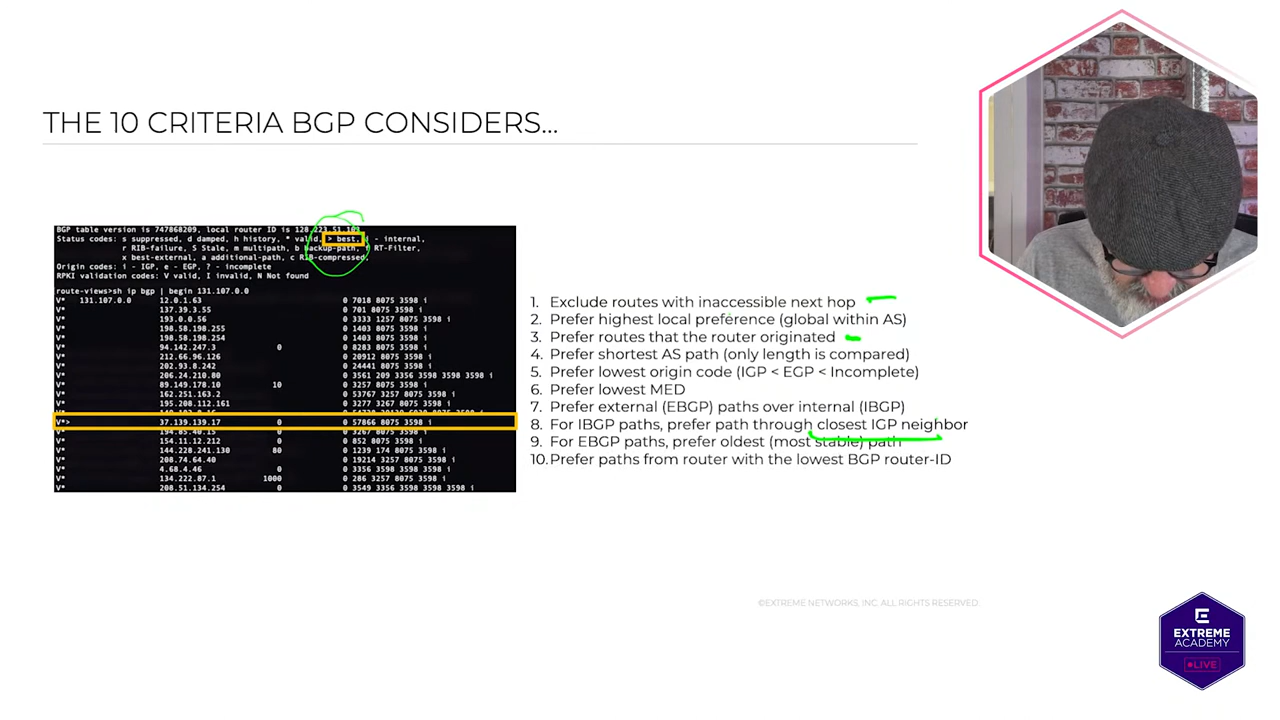 THE 10 CRITERIA BGP CONSIDERS...
BGP table version is 747868209, local router ID is 128.223.51.103
Status codes: s suppressed, d damped, h history, * valid, > best, i - internal,
r RIB-failure, S Stale, m multipath, b backup-path, f RT-Filter,
x best-external, a additional-path, c RIB-compressed,
Origin codes: i - IGP, e - EGP, ? - incomplete
RPKI validation codes: V valid, I invalid, N Not found
route-views>sh ip bgp | begin 131.107.0.0
V* 131.107.0.0 12.0.1.63 0 7018 8075 3598 i
V* 137.39.3.55 0 701 8075 3598 i
V* 193.0.0.56 0 3333 1257 8075 3598 i
V* 198.58.198.255 0 1403 8075 3598 i
V* 198.58.198.254 0 1403 8075 3598 i
V* 94.142.247.3 0 0 8283 8075 3598 i
V* 212.66.96.126 0 20912 8075 3598 i
V* 202.93.8.242 0 24441 8075 3598 i
V* 206.24.210.80 0 3561 209 3356 3598 3598 3598 i
V* 89.149.178.10 10 0 3257 8075 3598 i
V* 162.251.163.2 0 53767 3257 8075 3598 i
V* 195.208.112.161 0 3277 3267 8075 3598 i
V*> 37.139.139.17 0 0 57866 8075 3598 i
V* 194.85.40.15 0 0 3267 8075 3598 i
V* 154.11.12.212 0 0 852 8075 3598 i
V* 144.228.241.130 80 0 1239 174 8075 3598 i
V* 208.74.64.40 0 19214 3257 8075 3598 i
V* 4.68.4.46 0 0 3356 3598 3598 3598 i
V* 134.222.87.1 1000 0 286 3257 8075 3598 i
V* 208.51.134.254 0 0 3549 3356 3598 3598 3598 i
1. Exclude routes with inaccessible next hop
2. Prefer highest local preference (global within AS)
3. Prefer routes that the router originated
4. Prefer shortest AS path (only length is compared)
5. Prefer lowest origin code (IGP < EGP < Incomplete)
6. Prefer lowest MED
7. Prefer external (EBGP) paths over internal (IBGP)
8. For IBGP paths, prefer path through closest IGP neighbor
9. For EBGP paths, prefer oldest (most stable) path
10. Prefer paths from router with the lowest BGP router-ID
©EXTREME NETWORKS, INC. ALL RIGHTS RESERVED
E
EXTREME
ACADEMY
LIVE